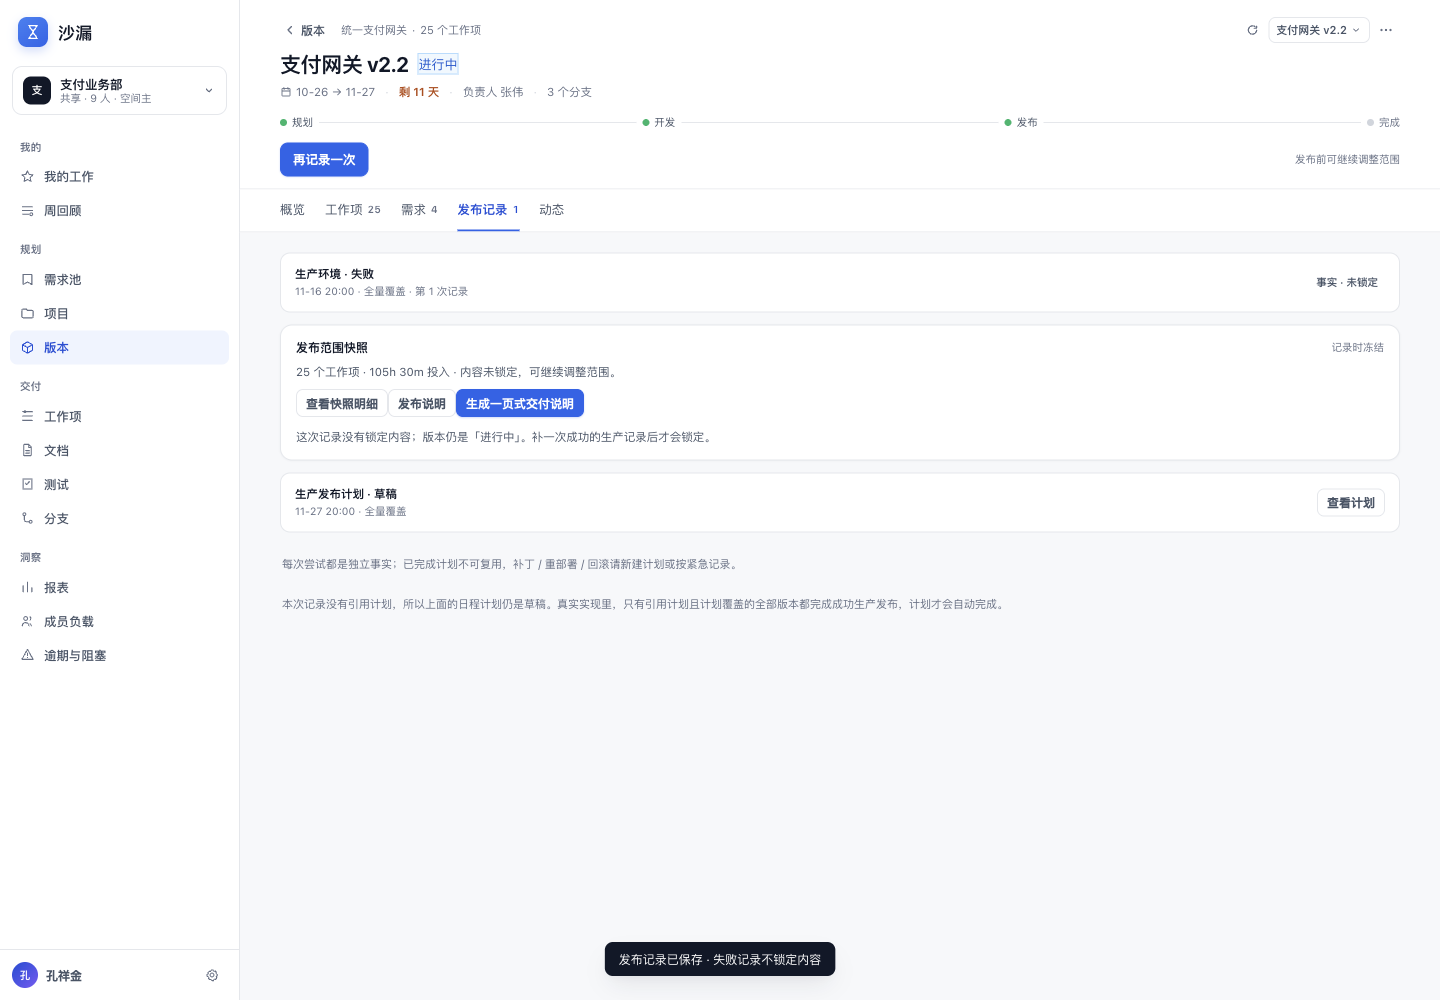 沙漏
支
支付业务部
共享 · 9 人 · 空间主
我的
我的工作
周回顾
规划
需求池
项目
版本
交付
工作项
文档
测试
分支
洞察
报表
成员负载
逾期与阻塞
孔
孔祥金
版本 统一支付网关 · 25 个工作项
支付网关 v2.2
支付网关 v2.2 进行中
10-26 → 11-27 · 剩 11 天 · 负责人 张伟 · 3 个分支
规划 开发 发布 完成
再记录一次
发布前可继续调整范围
概览 工作项 25 需求 4 发布记录 1 动态
生产环境 · 失败
11-16 20:00 · 全量覆盖 · 第 1 次记录
事实 · 未锁定
发布范围快照
记录时冻结
25 个工作项 · 105h 30m 投入 · 内容未锁定，可继续调整范围。
查看快照明细 发布说明 生成一页式交付说明
这次记录没有锁定内容；版本仍是「进行中」。补一次成功的生产记录后才会锁定。
生产发布计划 · 草稿
11-27 20:00 · 全量覆盖
查看计划
每次尝试都是独立事实；已完成计划不可复用，补丁 / 重部署 / 回滚请新建计划或按紧急记录。
本次记录没有引用计划，所以上面的日程计划仍是草稿。真实实现里，只有引用计划且计划覆盖的全部版本都完成成功生产发布，计划才会自动完成。
发布记录已保存 · 失败记录不锁定内容